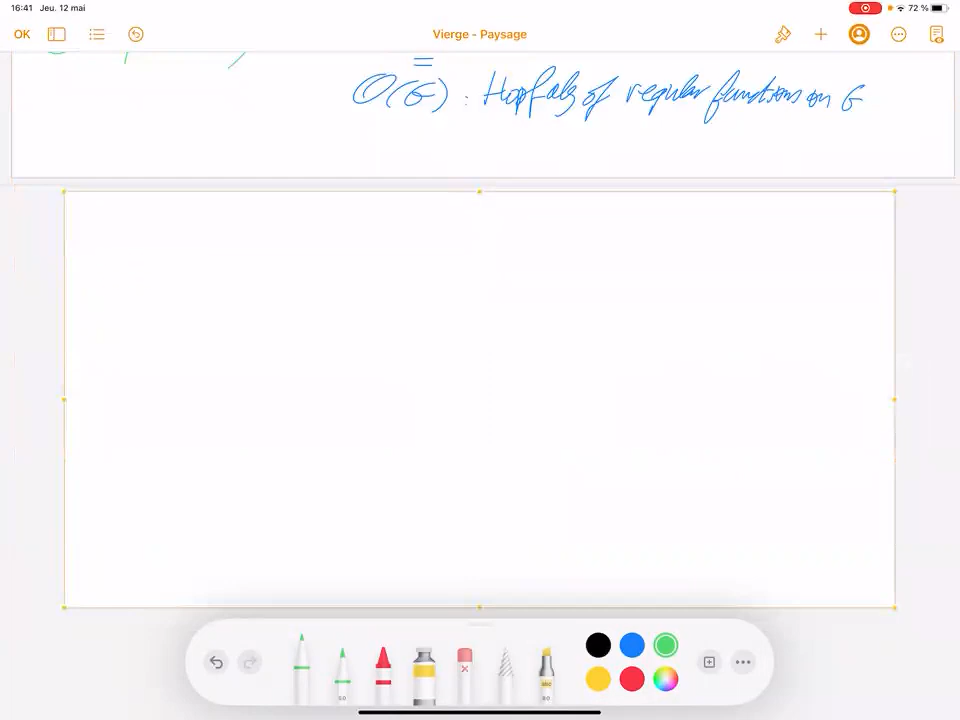 16:41 Jeu. 12 mai
72 %
OK
Vierge - Paysage
=
O(G) : Hopf alg of regular functions on G